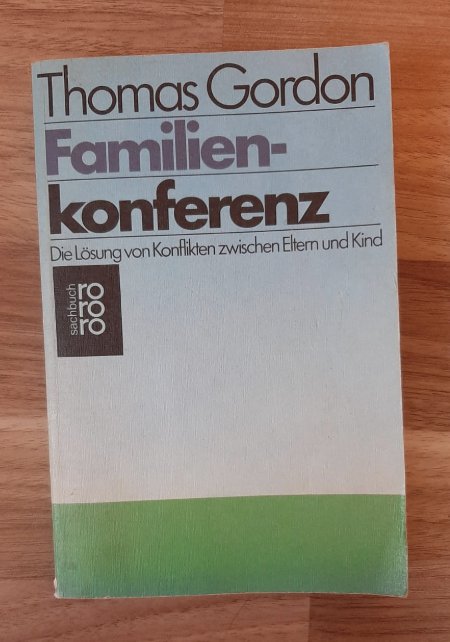 Thomas Gordon
Familien-
konferenz
Die Lösung von Konflikten zwischen Eltern und Kind
sachbuch
ro
ro
ro